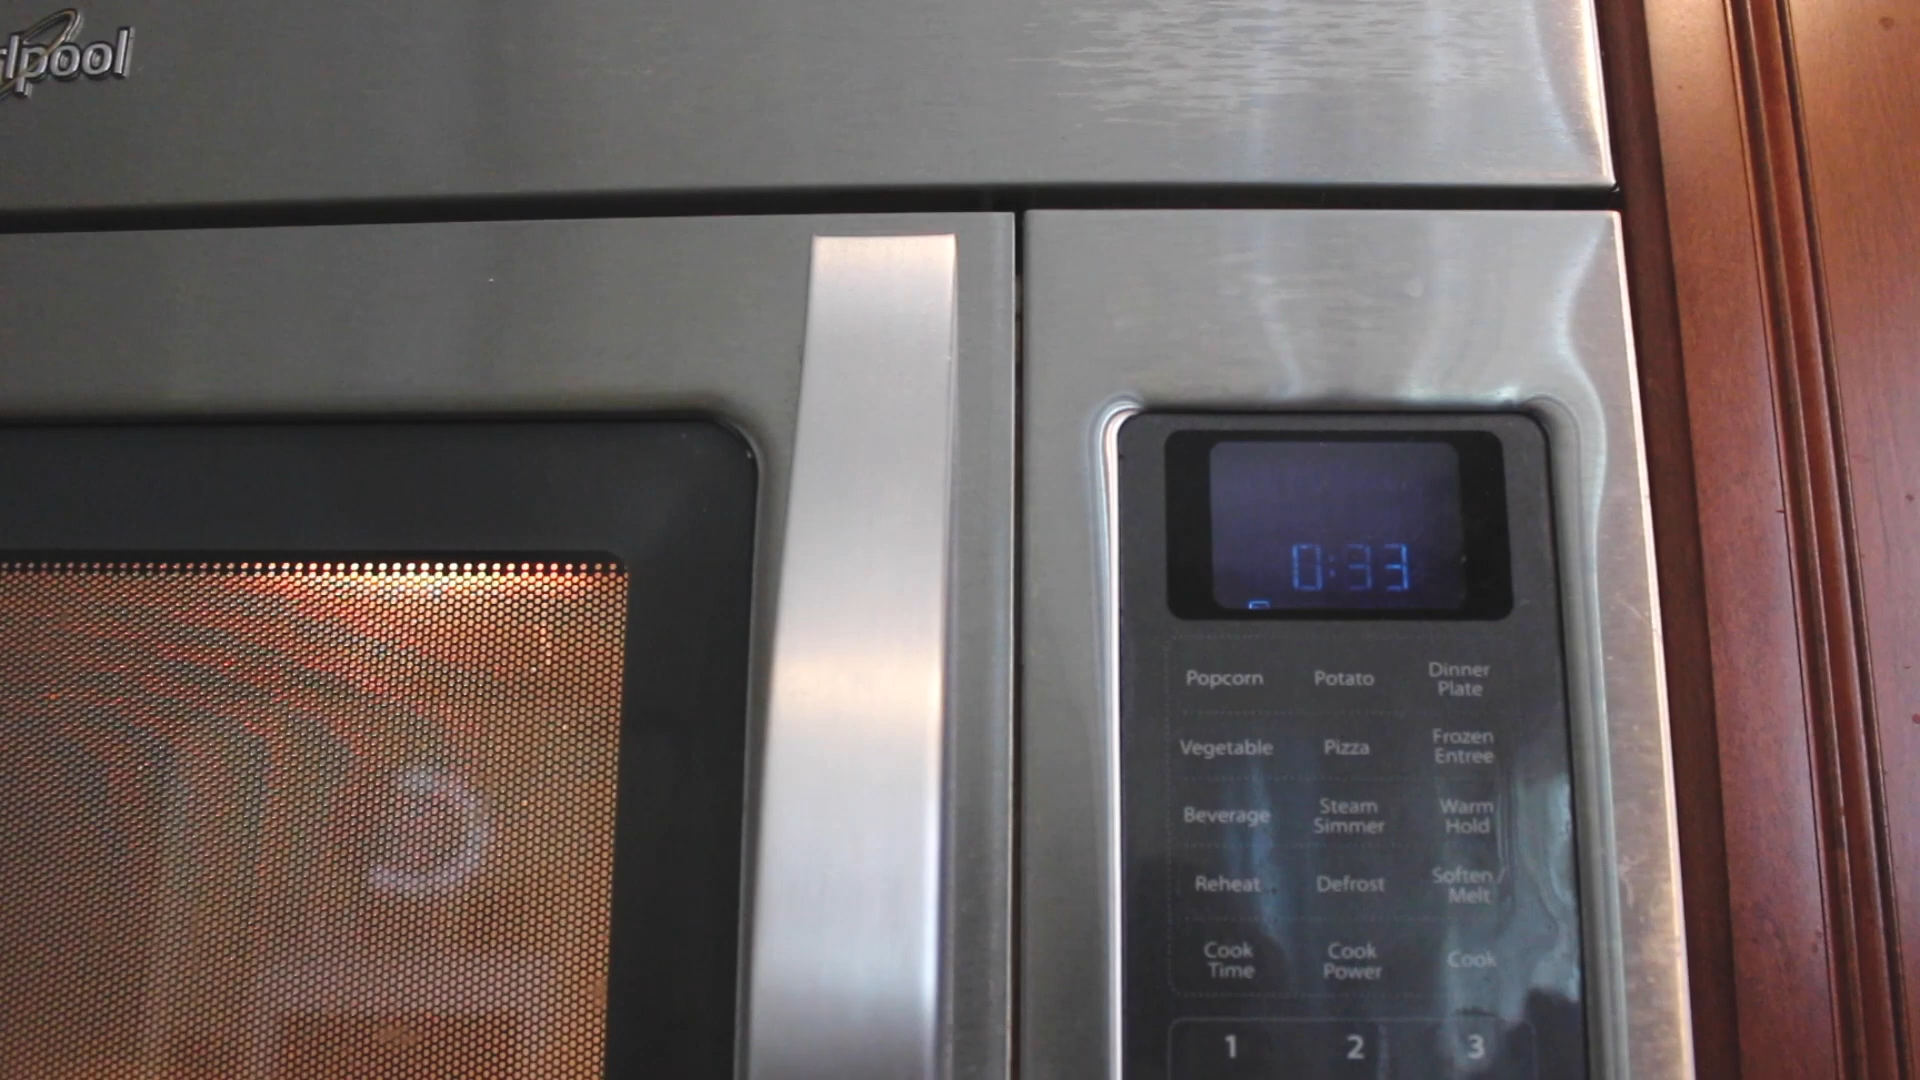 rlpool
0:33
Popcorn Potato Dinner Plate
Vegetable Pizza Frozen Entree
Beverage Steam Simmer Warm Hold
Reheat Defrost Soften/ Melt
Cook Time Cook Power Cook
1 2 3